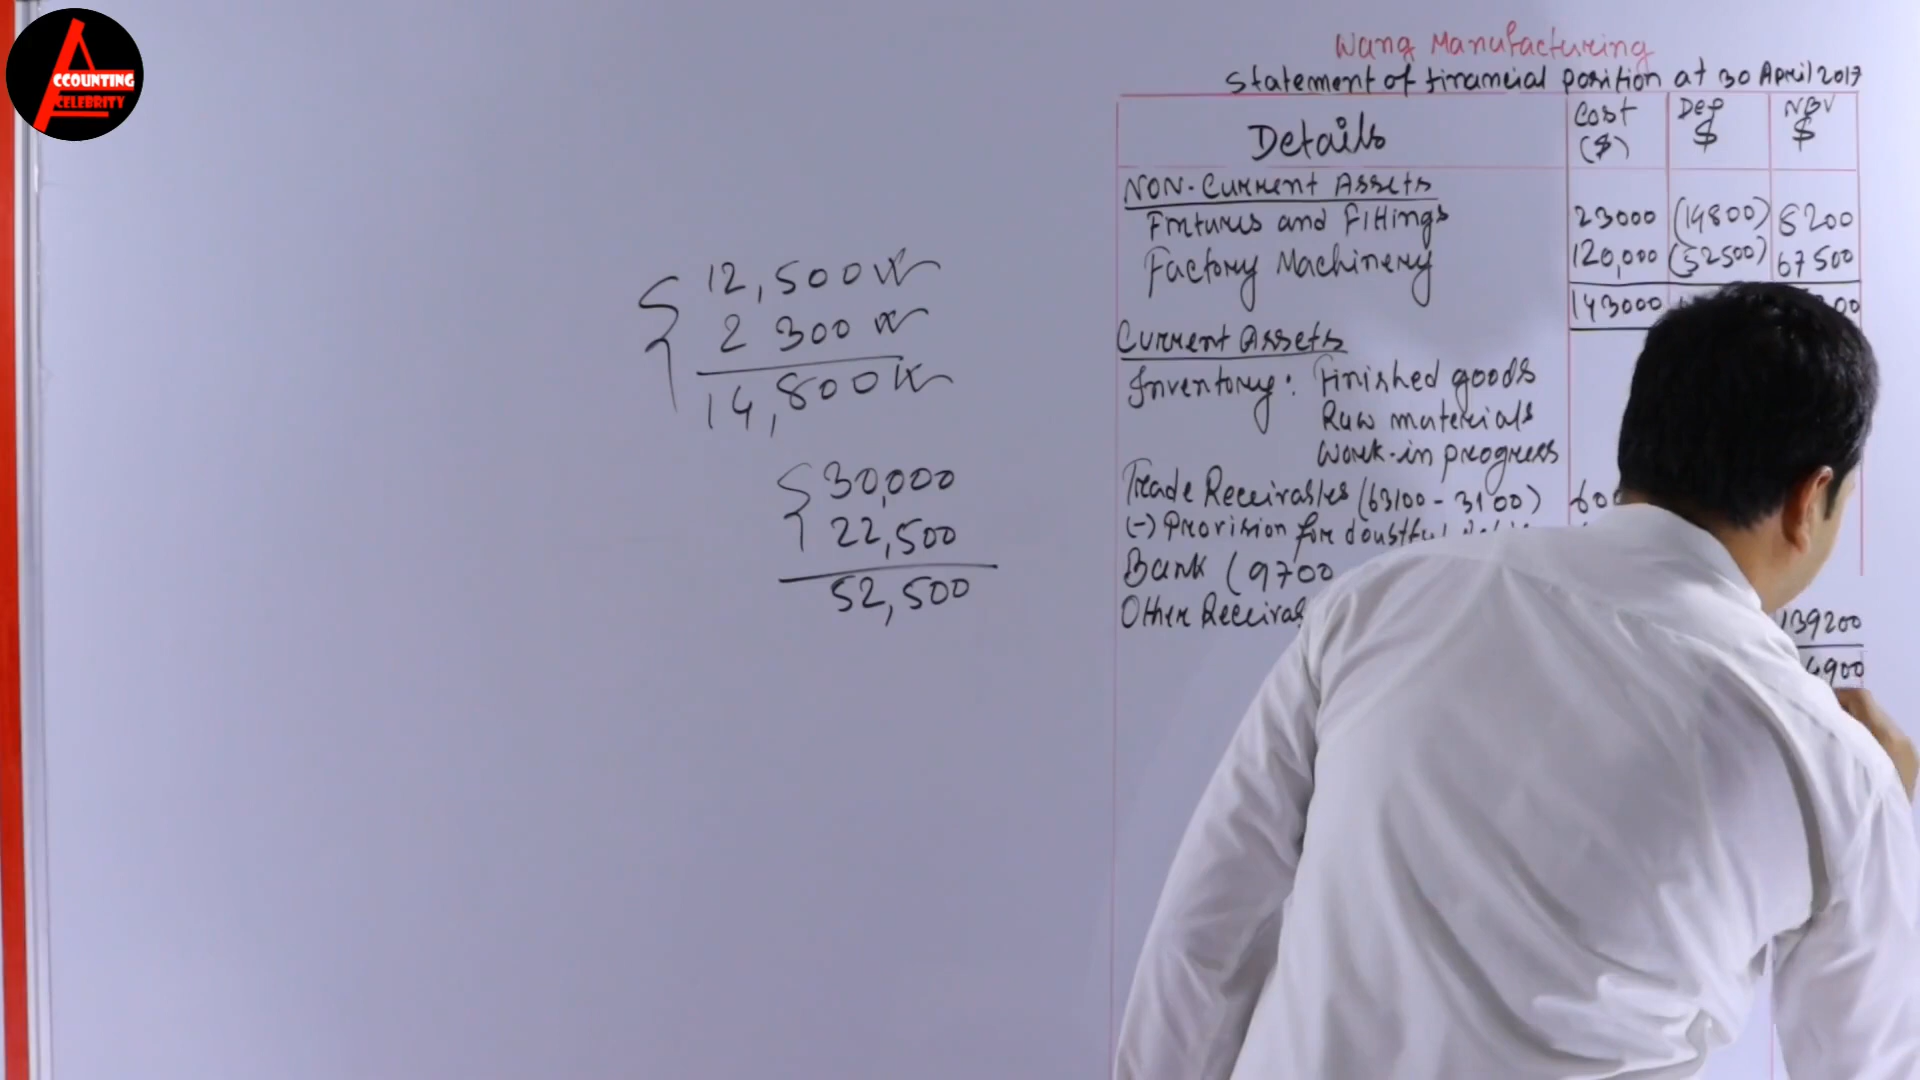 ACCOUNTING
CELEBRITY
Wang Manufacturing
Statement of Financial position at 30 April 2017
Details
Cost
($)
Dep
$
NBV
$
NON-Current Assets
Fixtures and Fittings 23000 (14800) 8200
Factory Machinery 120,000 (52500) 67500
143000
Current Assets
Inventory: Finished goods
Raw materials
Work-in progress
Trade Receivables (63100 - 3100)
(-) Provision for doubtful
Bank (9700
Other
139200
12,500
2 300
14,800
30,000
22,500
52,500